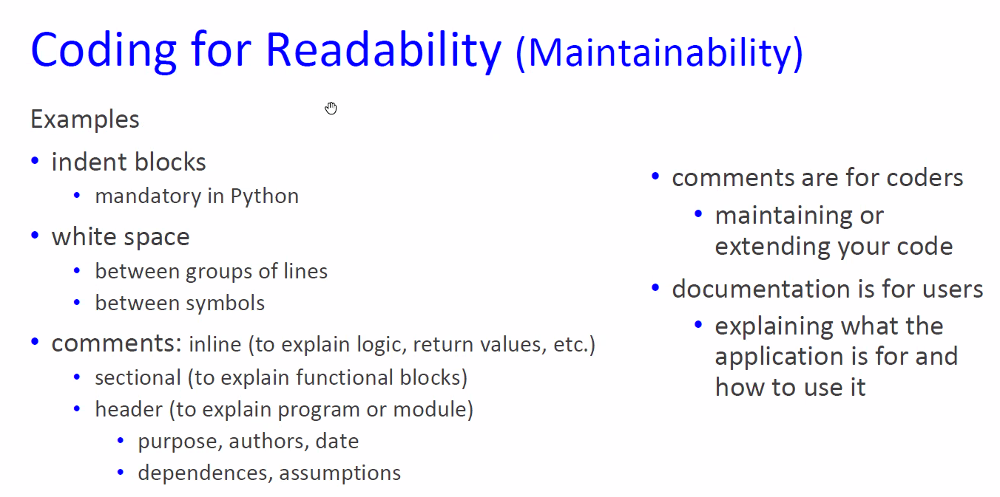 Coding for Readability (Maintainability)
Examples
• indent blocks
• mandatory in Python
• white space
• between groups of lines
• between symbols
• comments: inline (to explain logic, return values, etc.)
• sectional (to explain functional blocks)
• header (to explain program or module)
• purpose, authors, date
• dependences, assumptions
• comments are for coders
• maintaining or
extending your code
• documentation is for users
• explaining what the
application is for and
how to use it